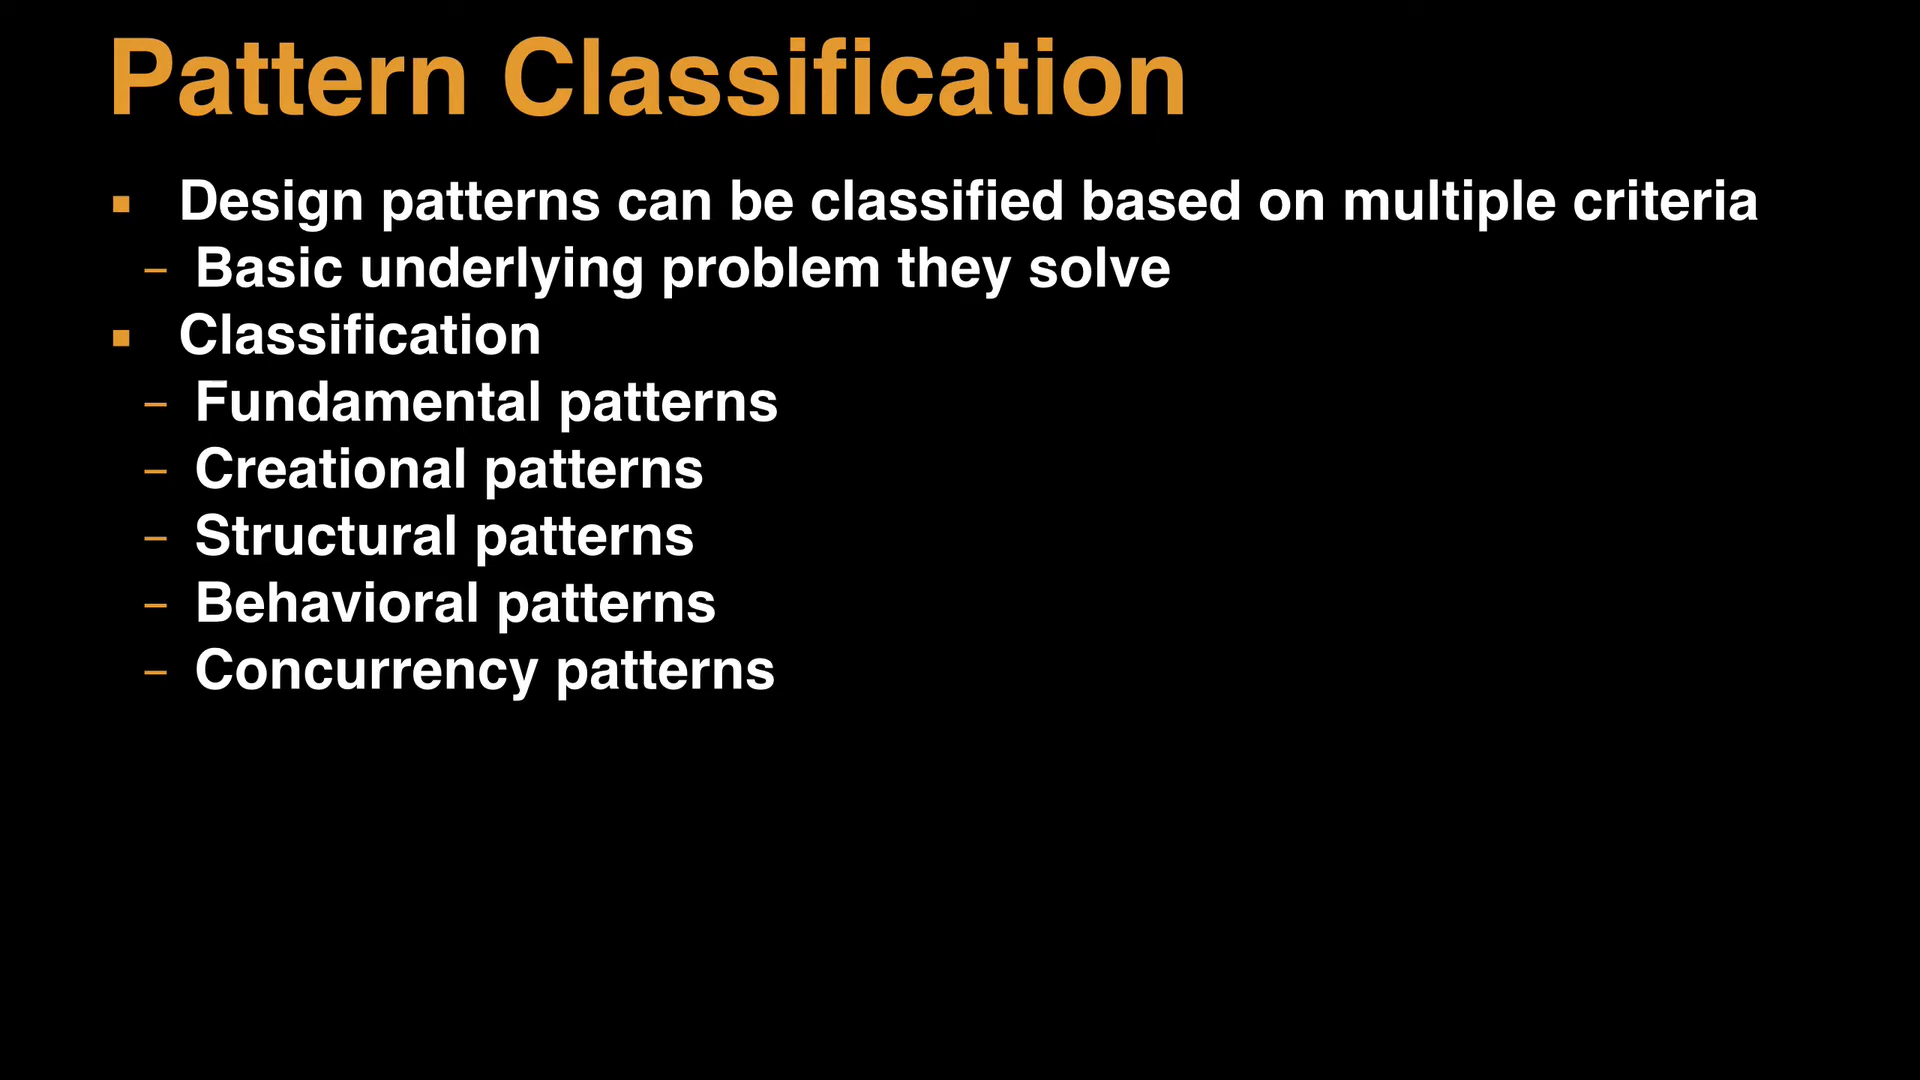 Pattern Classification
▪ Design patterns can be classified based on multiple criteria
– Basic underlying problem they solve
▪ Classification
– Fundamental patterns
– Creational patterns
– Structural patterns
– Behavioral patterns
– Concurrency patterns